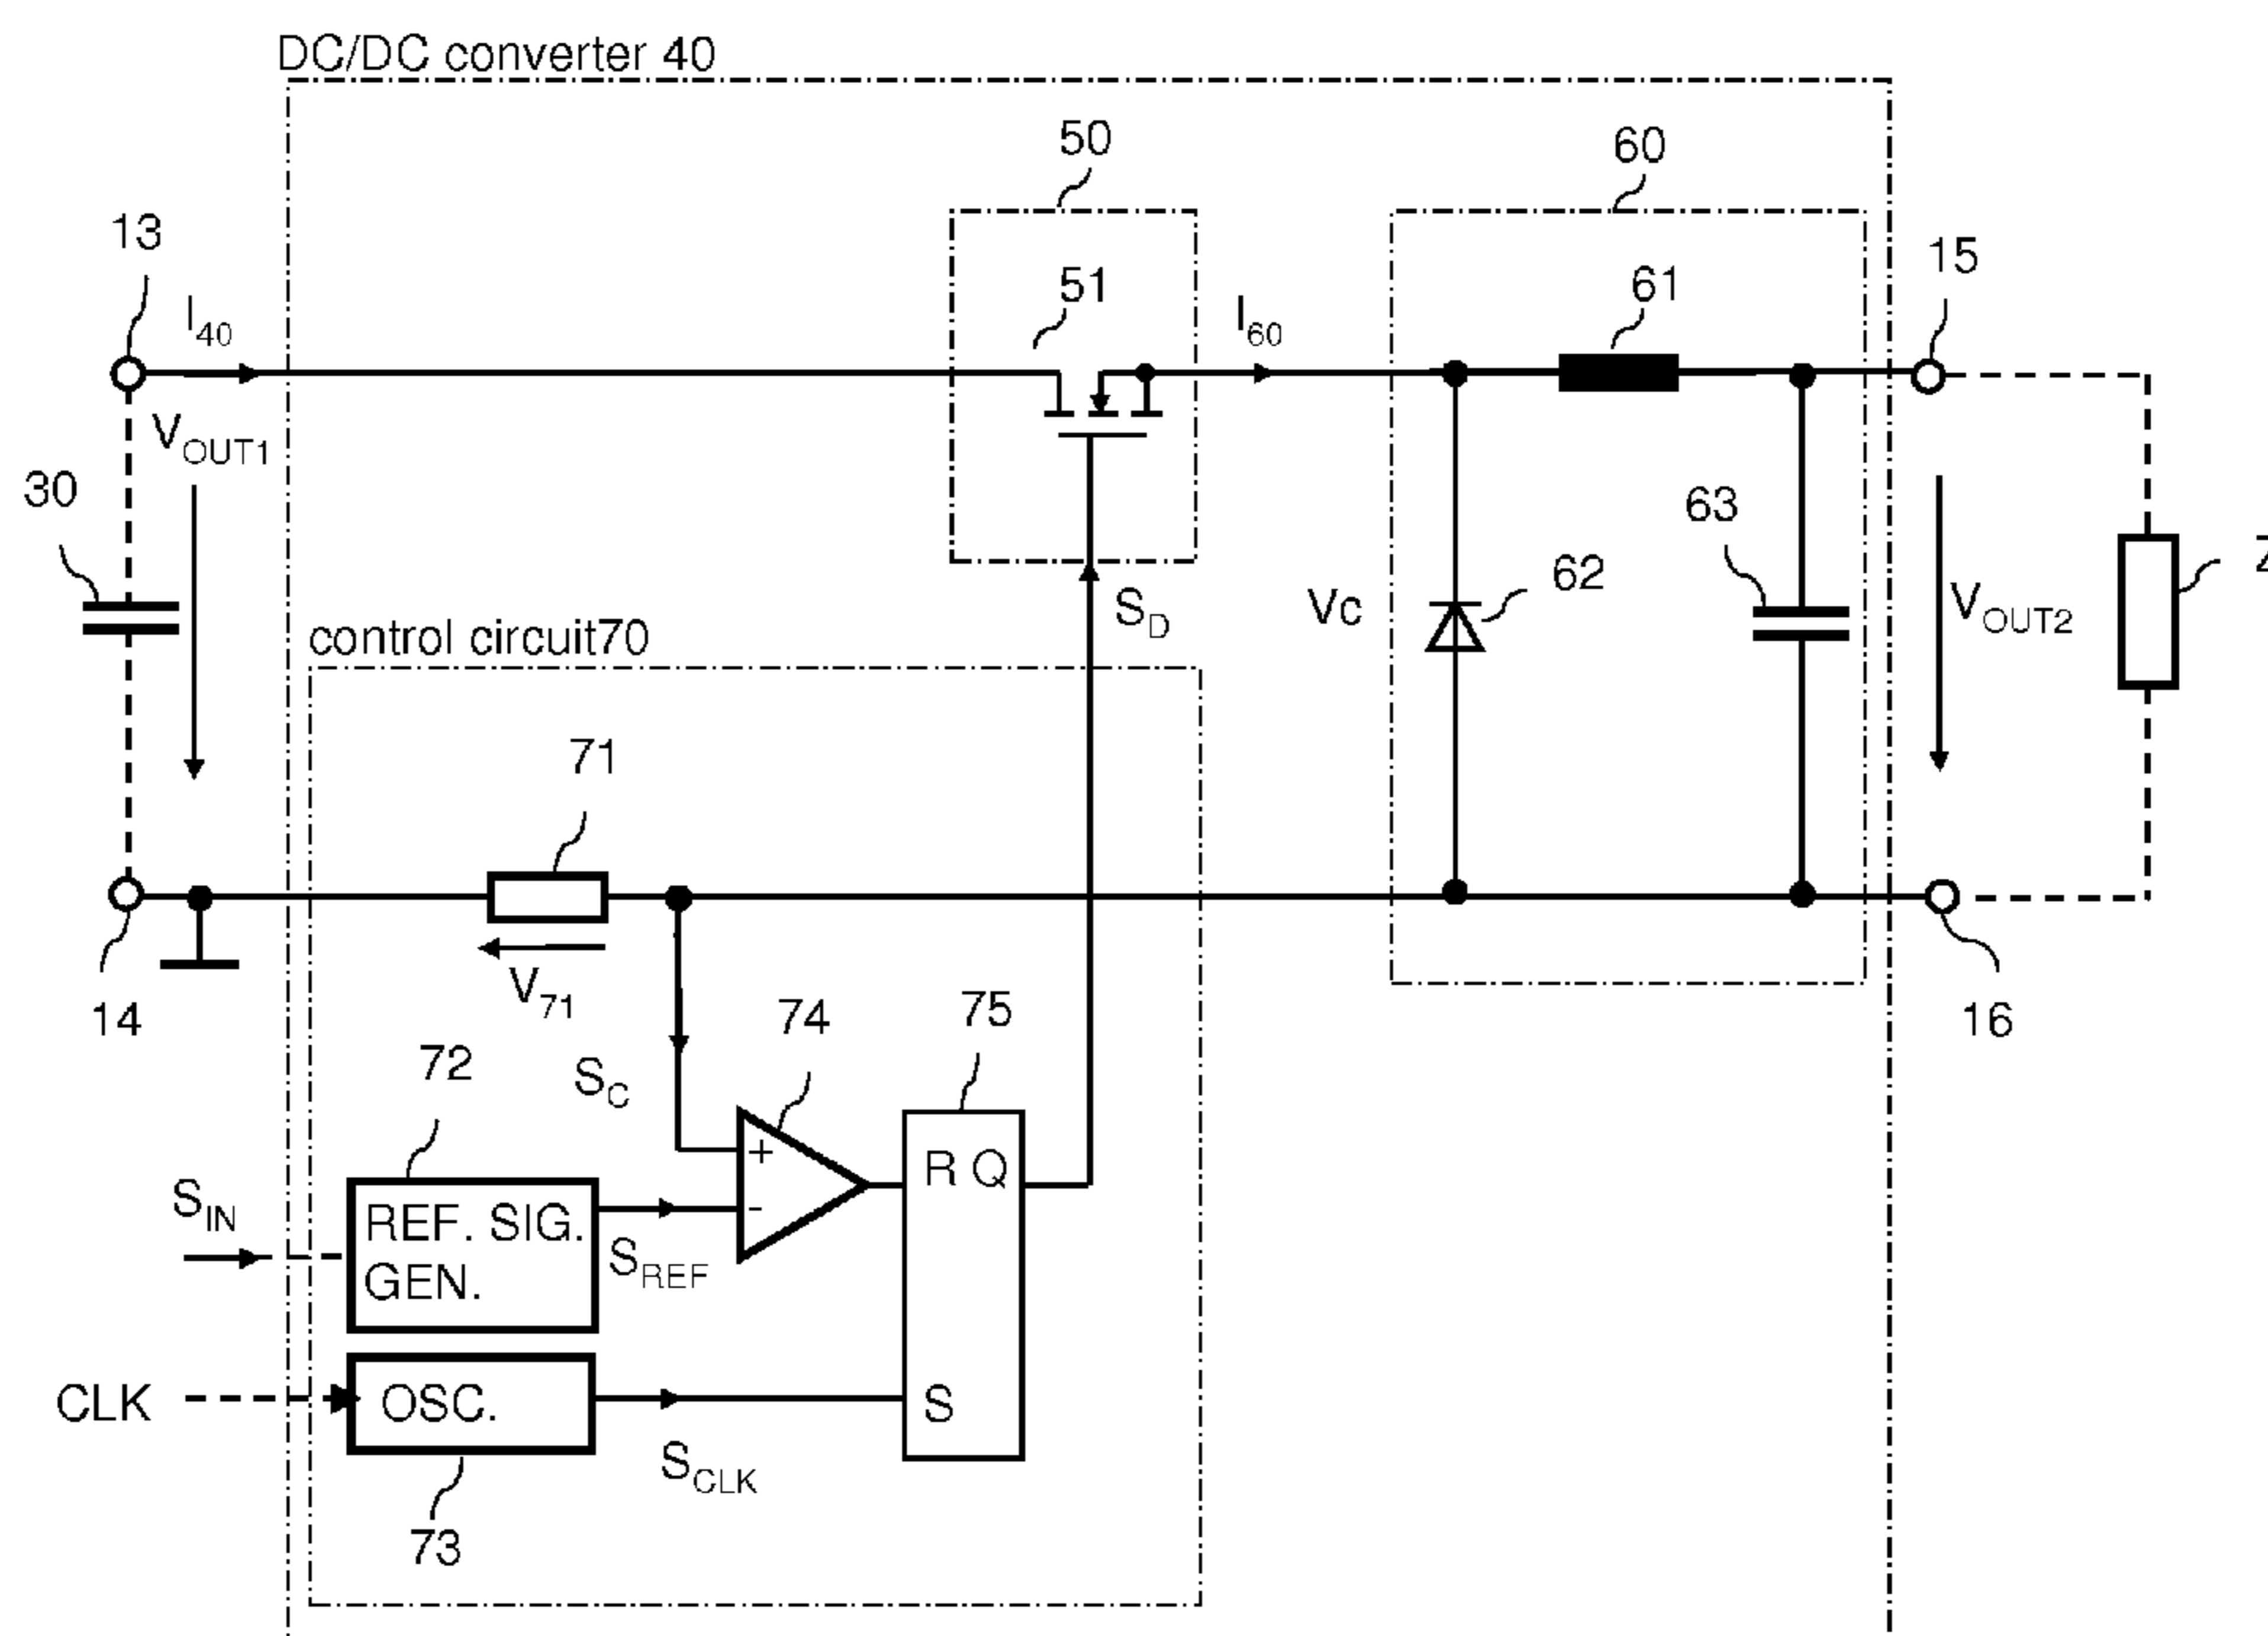 DC/DC converter 40
50
60
13
15
I40
51
I60
61
VOUT1
30
63
62
VC
SD
VOUT2
Z
control circuit70
71
V71
14
74
75
16
72
SC
+
R Q
SIN
REF. SIG.
GEN.
-
SREF
CLK
OSC.
S
SCLK
73